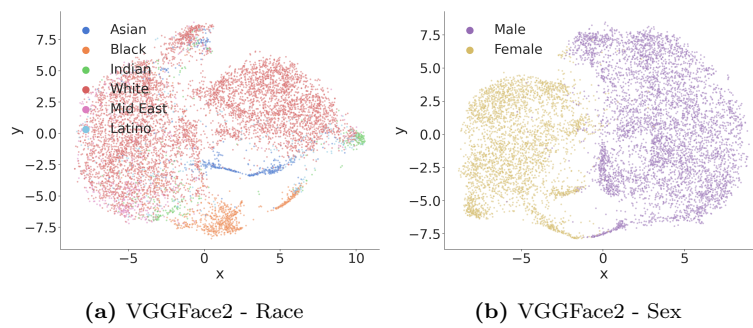 Asian
Black
Indian
White
Mid East
Latino
7.5
5.0
2.5
0.0
−2.5
−5.0
−7.5
y
−5
0
5
10
x
(a) VGGFace2 - Race
Male
Female
7.5
5.0
2.5
0.0
−2.5
−5.0
−7.5
y
−5
0
5
x
(b) VGGFace2 - Sex